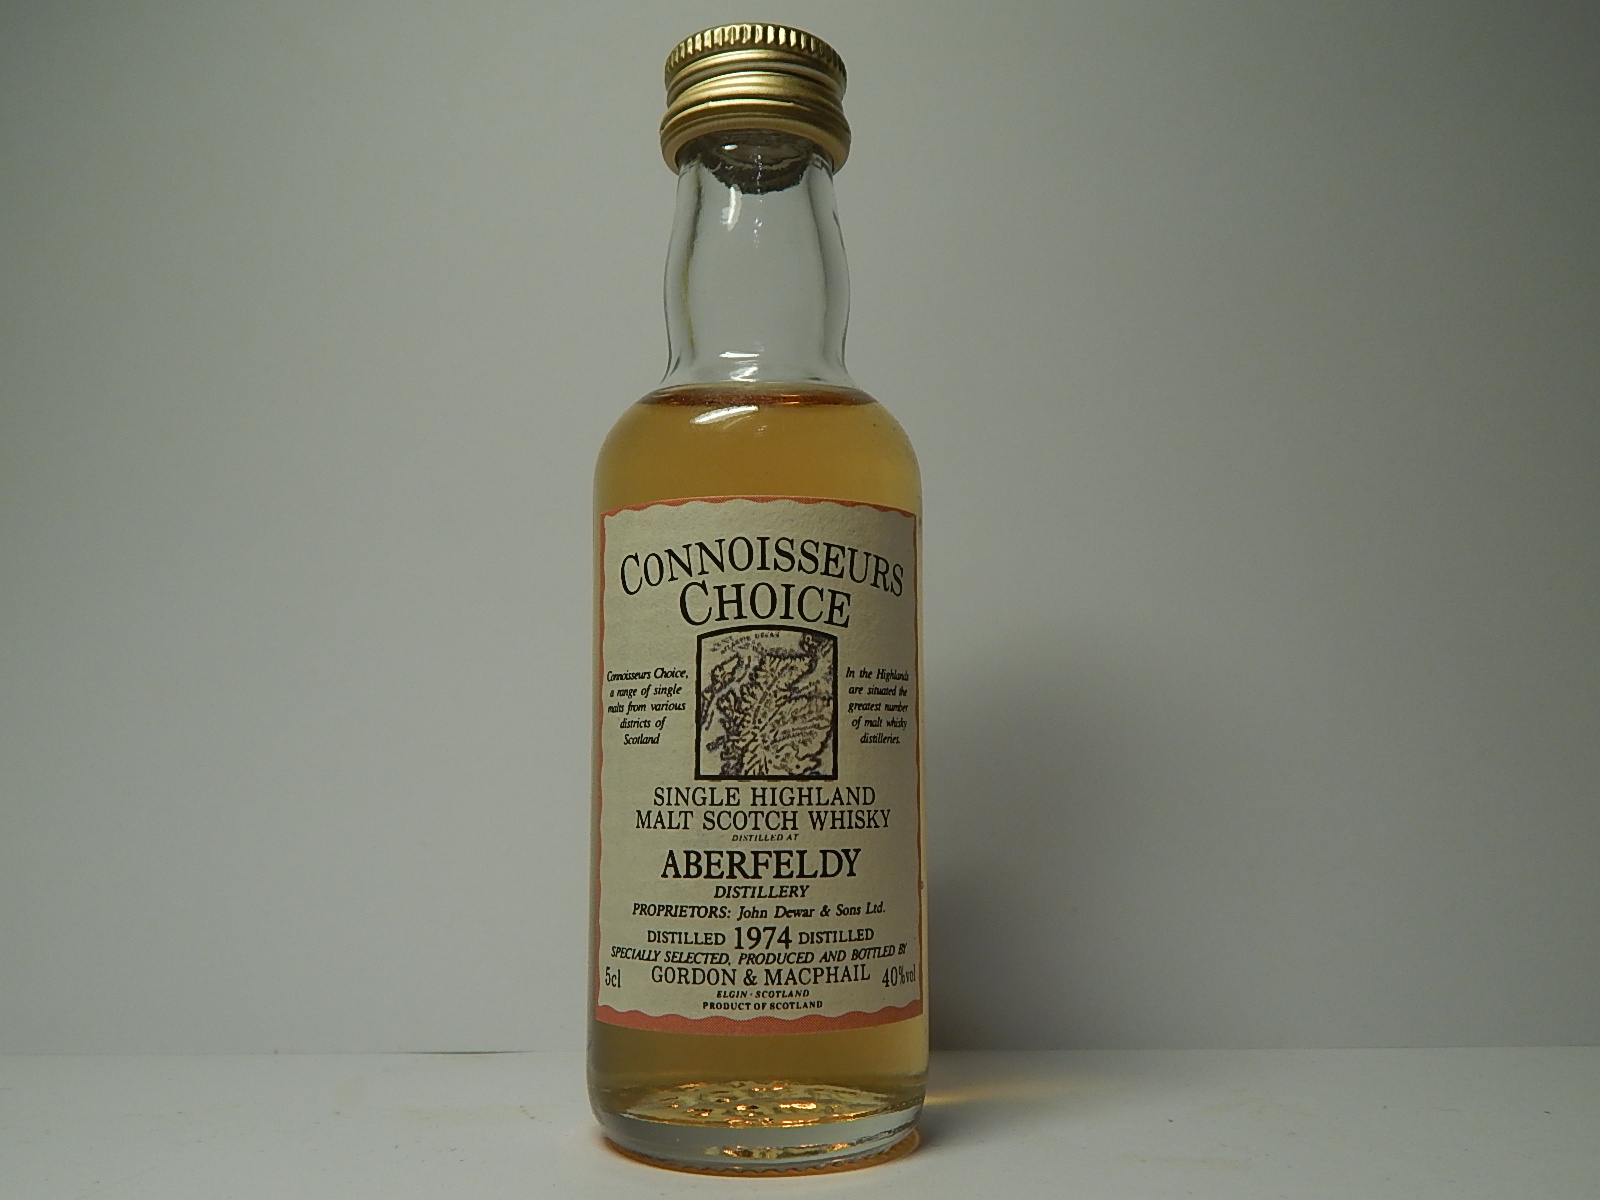 CONNOISSEURS
CHOICE
ATLANTIC OCEAN
Connoisseurs Choice,
a range of single
malts from various
districts of
Scotland
In the Highlands
are situated the
greatest number
of malt whisky
distilleries.
SINGLE HIGHLAND
MALT SCOTCH WHISKY
DISTILLED AT
ABERFELDY
DISTILLERY
PROPRIETORS: John Dewar & Sons Ltd.
DISTILLED 1974 DISTILLED
SPECIALLY SELECTED, PRODUCED AND BOTTLED BY
5cl GORDON & MACPHAIL 40%vol
ELGIN · SCOTLAND
PRODUCT OF SCOTLAND